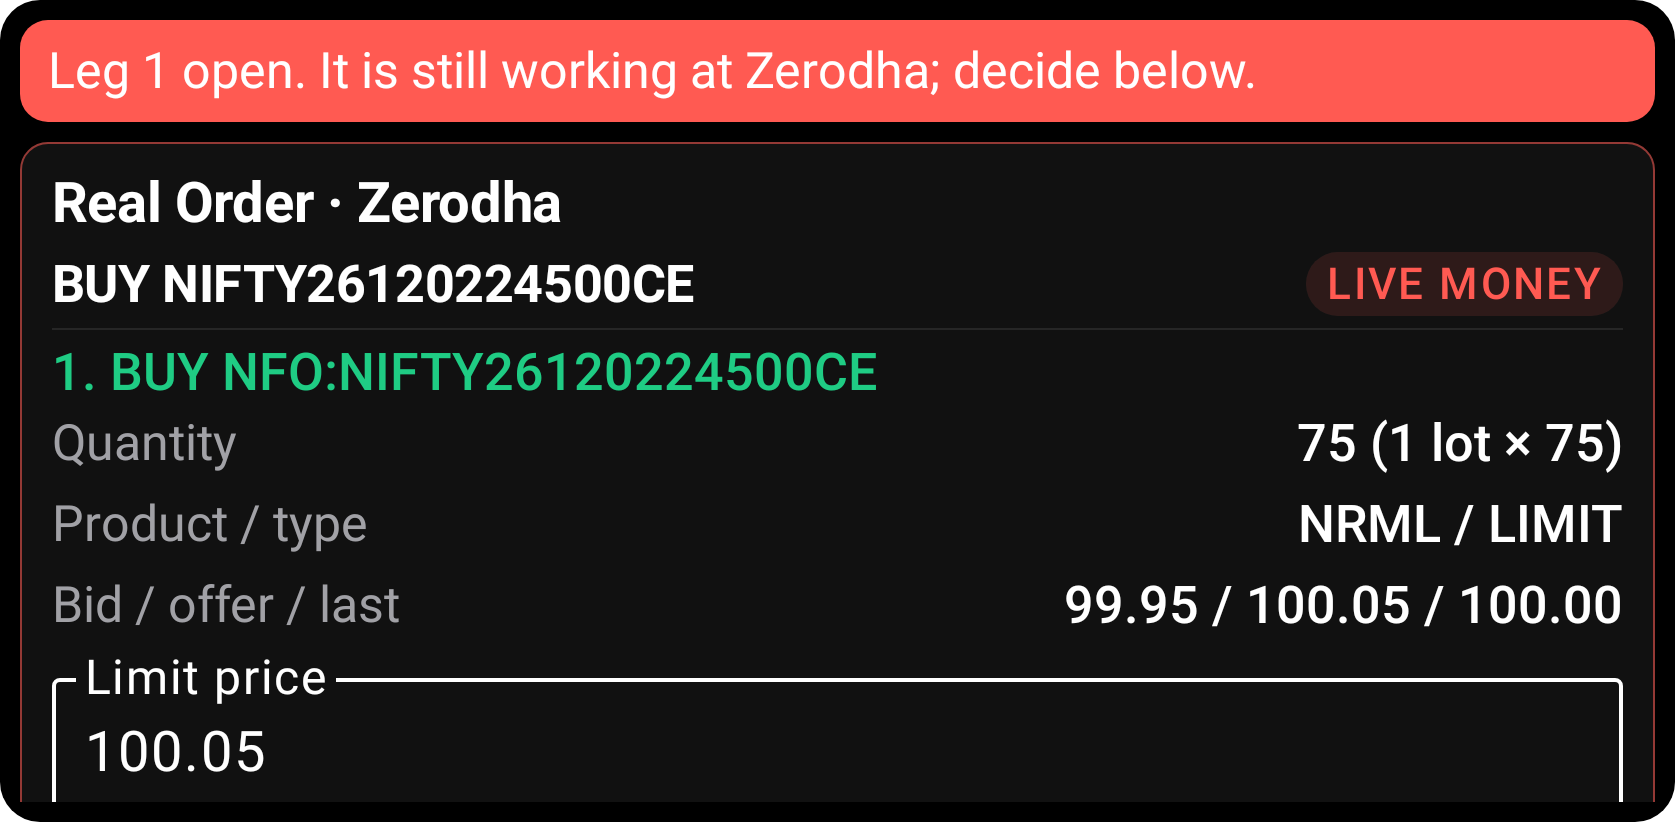 Leg 1 open. It is still working at Zerodha; decide below.
Real Order · Zerodha
BUY NIFTY26120224500CE
LIVE MONEY
1. BUY NFO:NIFTY26120224500CE
Quantity 75 (1 lot × 75)
Product / type NRML / LIMIT
Bid / offer / last 99.95 / 100.05 / 100.00
Limit price
100.05